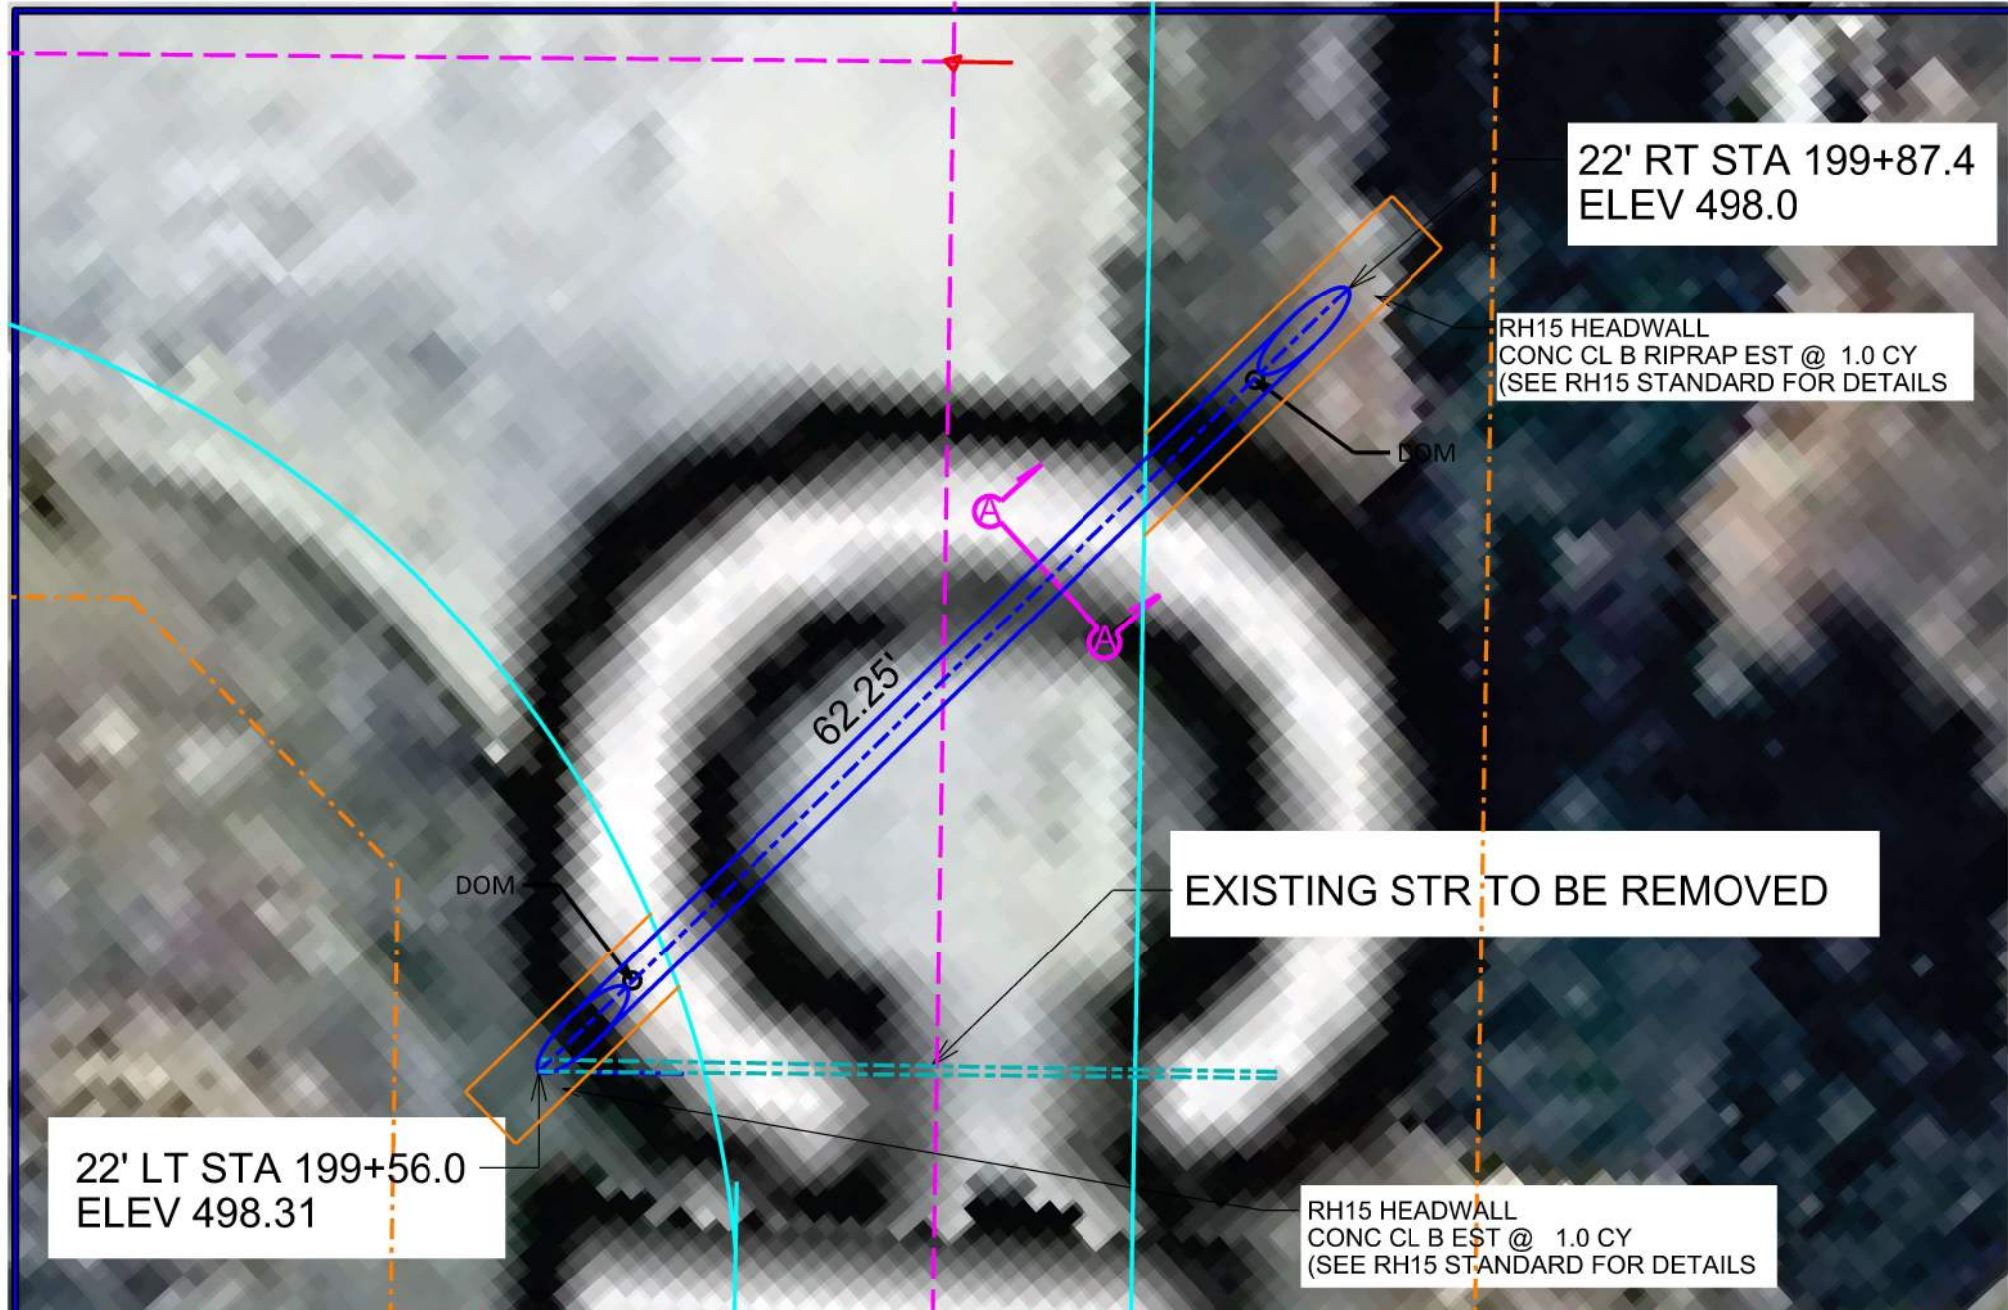 22' RT STA 199+87.4
ELEV 498.0
RH15 HEADWALL
CONC CL B RIPRAP EST @ 1.0 CY
(SEE RH15 STANDARD FOR DETAILS
DOM
A
A
62.25'
DOM
EXISTING STR TO BE REMOVED
22' LT STA 199+56.0
ELEV 498.31
RH15 HEADWALL
CONC CL B EST @ 1.0 CY
(SEE RH15 STANDARD FOR DETAILS